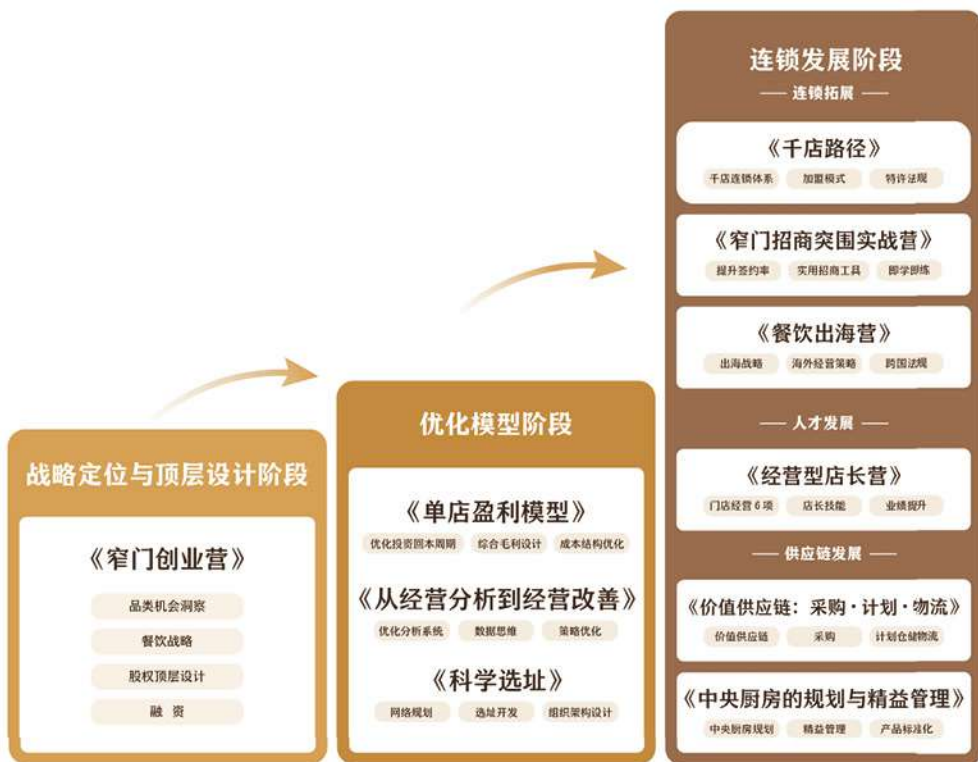 战略定位与顶层设计阶段
《窄门创业营》
品类机会洞察
餐饮战略
股权顶层设计
融 资
优化模型阶段
《单店盈利模型》
优化投资回本周期 综合毛利设计 成本结构优化
《从经营分析到经营改善》
优化分析系统 数据思维 策略优化
《科学选址》
网络规划 选址开发 组织架构设计
连锁发展阶段
连锁拓展
《千店路径》
千店连锁体系 加盟模式 特许法规
《窄门招商突围实战营》
提升签约率 实用招商工具 即学即练
《餐饮出海营》
出海战略 海外经营策略 跨国法规
人才发展
《经营型店长营》
门店经营 6 项 店长技能 业绩提升
供应链发展
《价值供应链：采购·计划·物流》
价值供应链 采购 计划仓储物流
《中央厨房的规划与精益管理》
中央厨房规划 精益管理 产品标准化